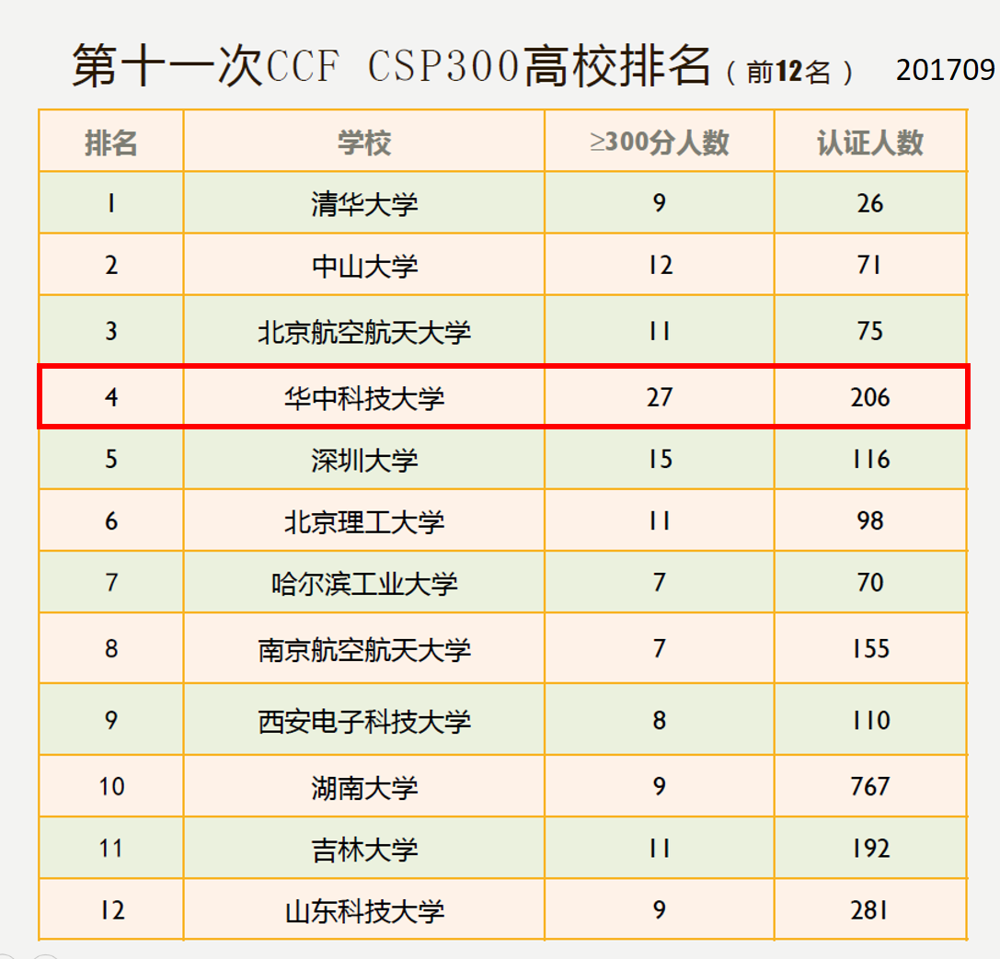 第十一次CCF CSP300高校排名（前12名） 201709
排名 学校 ≥300分人数 认证人数
1 清华大学 9 26
2 中山大学 12 71
3 北京航空航天大学 11 75
4 华中科技大学 27 206
5 深圳大学 15 116
6 北京理工大学 11 98
7 哈尔滨工业大学 7 70
8 南京航空航天大学 7 155
9 西安电子科技大学 8 110
10 湖南大学 9 767
11 吉林大学 11 192
12 山东科技大学 9 281